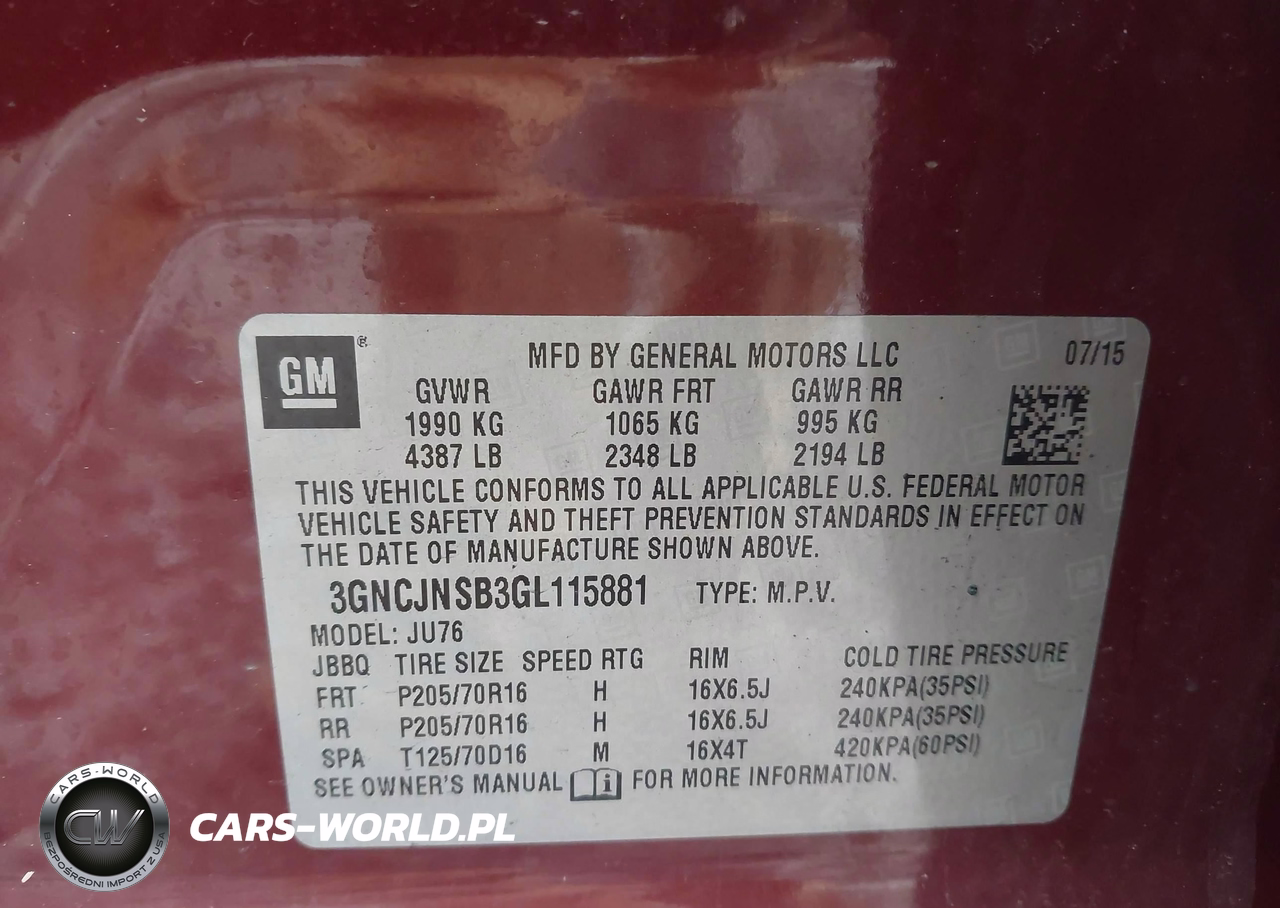 GM ®
MFD BY GENERAL MOTORS LLC 07/15
GVWR GAWR FRT GAWR RR
1990 KG 1065 KG 995 KG
4387 LB 2348 LB 2194 LB
THIS VEHICLE CONFORMS TO ALL APPLICABLE U.S. FEDERAL MOTOR
VEHICLE SAFETY AND THEFT PREVENTION STANDARDS IN EFFECT ON
THE DATE OF MANUFACTURE SHOWN ABOVE.
3GNCJNSB3GL115881 TYPE: M.P.V.
MODEL: JU76
JBBQ TIRE SIZE SPEED RTG RIM COLD TIRE PRESSURE
FRT P205/70R16 H 16X6.5J 240KPA(35PSI)
RR P205/70R16 H 16X6.5J 240KPA(35PSI)
SPA T125/70D16 M 16X4T 420KPA(60PSI)
SEE OWNER'S MANUAL i FOR MORE INFORMATION.
CARS-WORLD
CW
BEZPOŚREDNI IMPORT Z USA
CARS-WORLD.PL